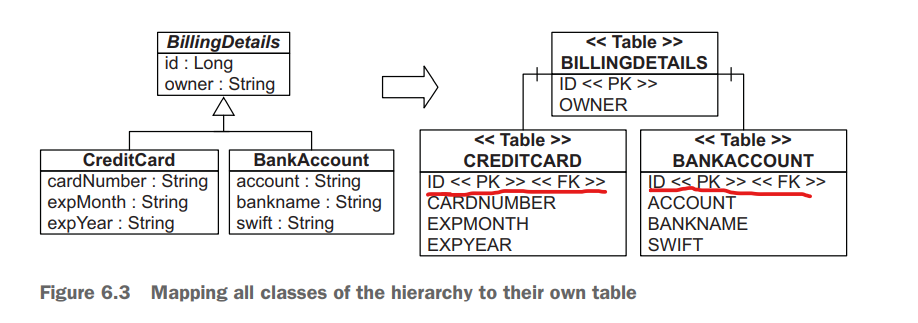 BillingDetails
id : Long
owner : String
CreditCard
cardNumber : String
expMonth : String
expYear : String
BankAccount
account : String
bankname : String
swift : String
<< Table >>
BILLINGDETAILS
ID << PK >>
OWNER
<< Table >>
CREDITCARD
ID << PK >> << FK >>
CARDNUMBER
EXPMONTH
EXPYEAR
<< Table >>
BANKACCOUNT
ID << PK >> << FK >>
ACCOUNT
BANKNAME
SWIFT
Figure 6.3 Mapping all classes of the hierarchy to their own table